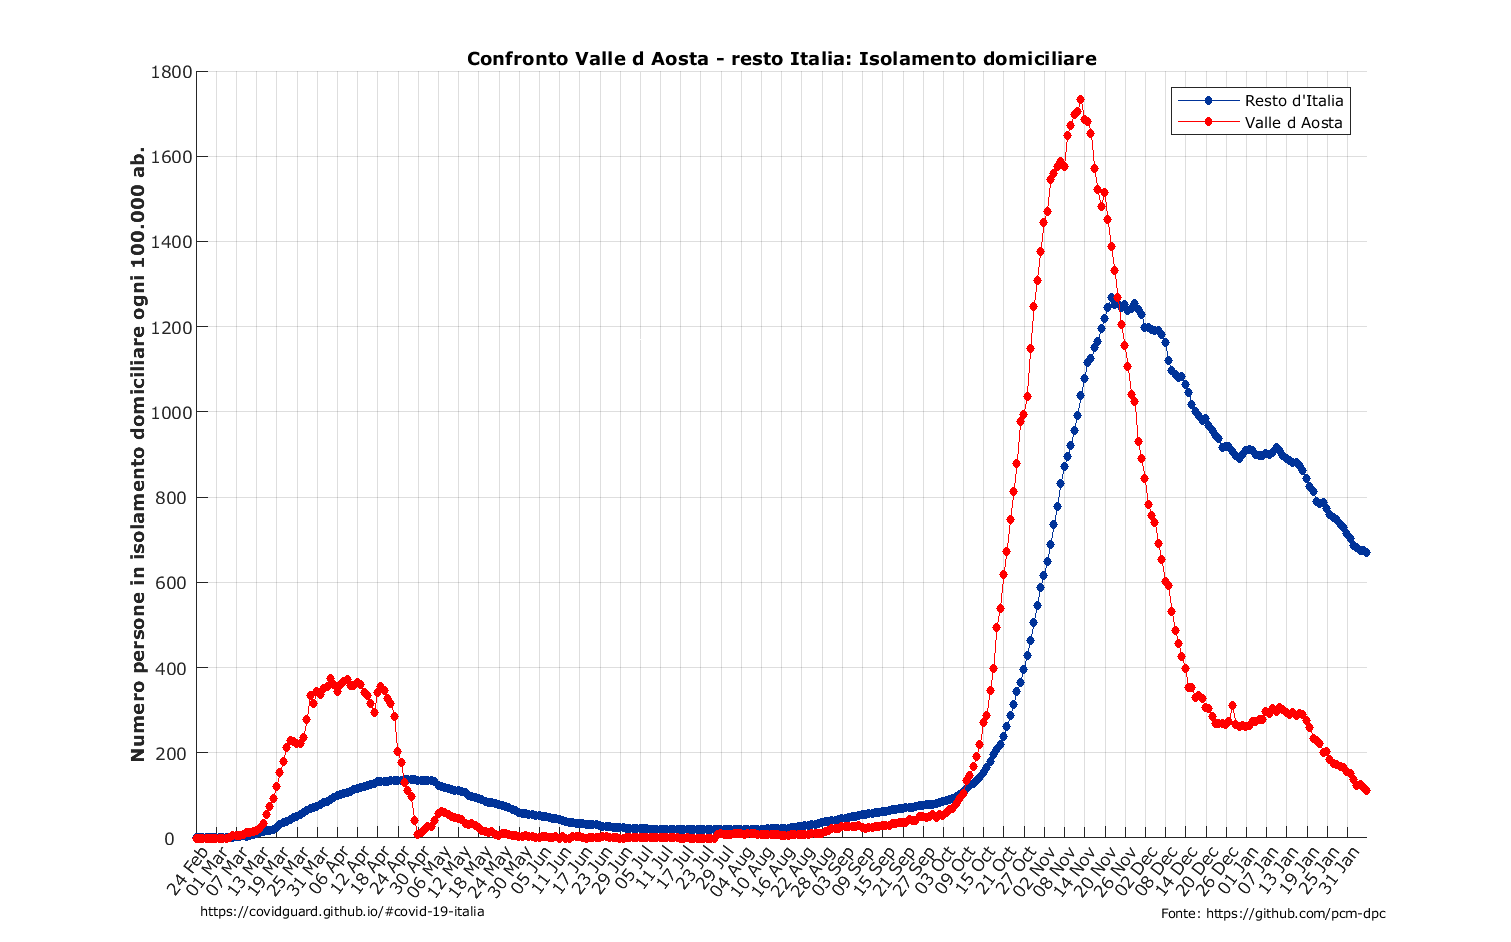 Confronto Valle d Aosta - resto Italia: Isolamento domiciliare
Numero persone in isolamento domiciliare ogni 100.000 ab.
1800
1600
1400
1200
1000
800
600
400
200
0
Resto d'Italia
Valle d Aosta
24 Feb
01 Mar
07 Mar
13 Mar
19 Mar
25 Mar
31 Mar
06 Apr
12 Apr
18 Apr
24 Apr
30 Apr
06 May
12 May
18 May
24 May
30 May
05 Jun
11 Jun
17 Jun
23 Jun
29 Jun
05 Jul
11 Jul
17 Jul
23 Jul
29 Jul
04 Aug
10 Aug
16 Aug
22 Aug
28 Aug
03 Sep
09 Sep
15 Sep
21 Sep
27 Sep
03 Oct
09 Oct
15 Oct
21 Oct
27 Oct
02 Nov
08 Nov
14 Nov
20 Nov
26 Nov
02 Dec
08 Dec
14 Dec
20 Dec
26 Dec
01 Jan
07 Jan
13 Jan
19 Jan
25 Jan
31 Jan
https://covidguard.github.io/#covid-19-italia
Fonte: https://github.com/pcm-dpc